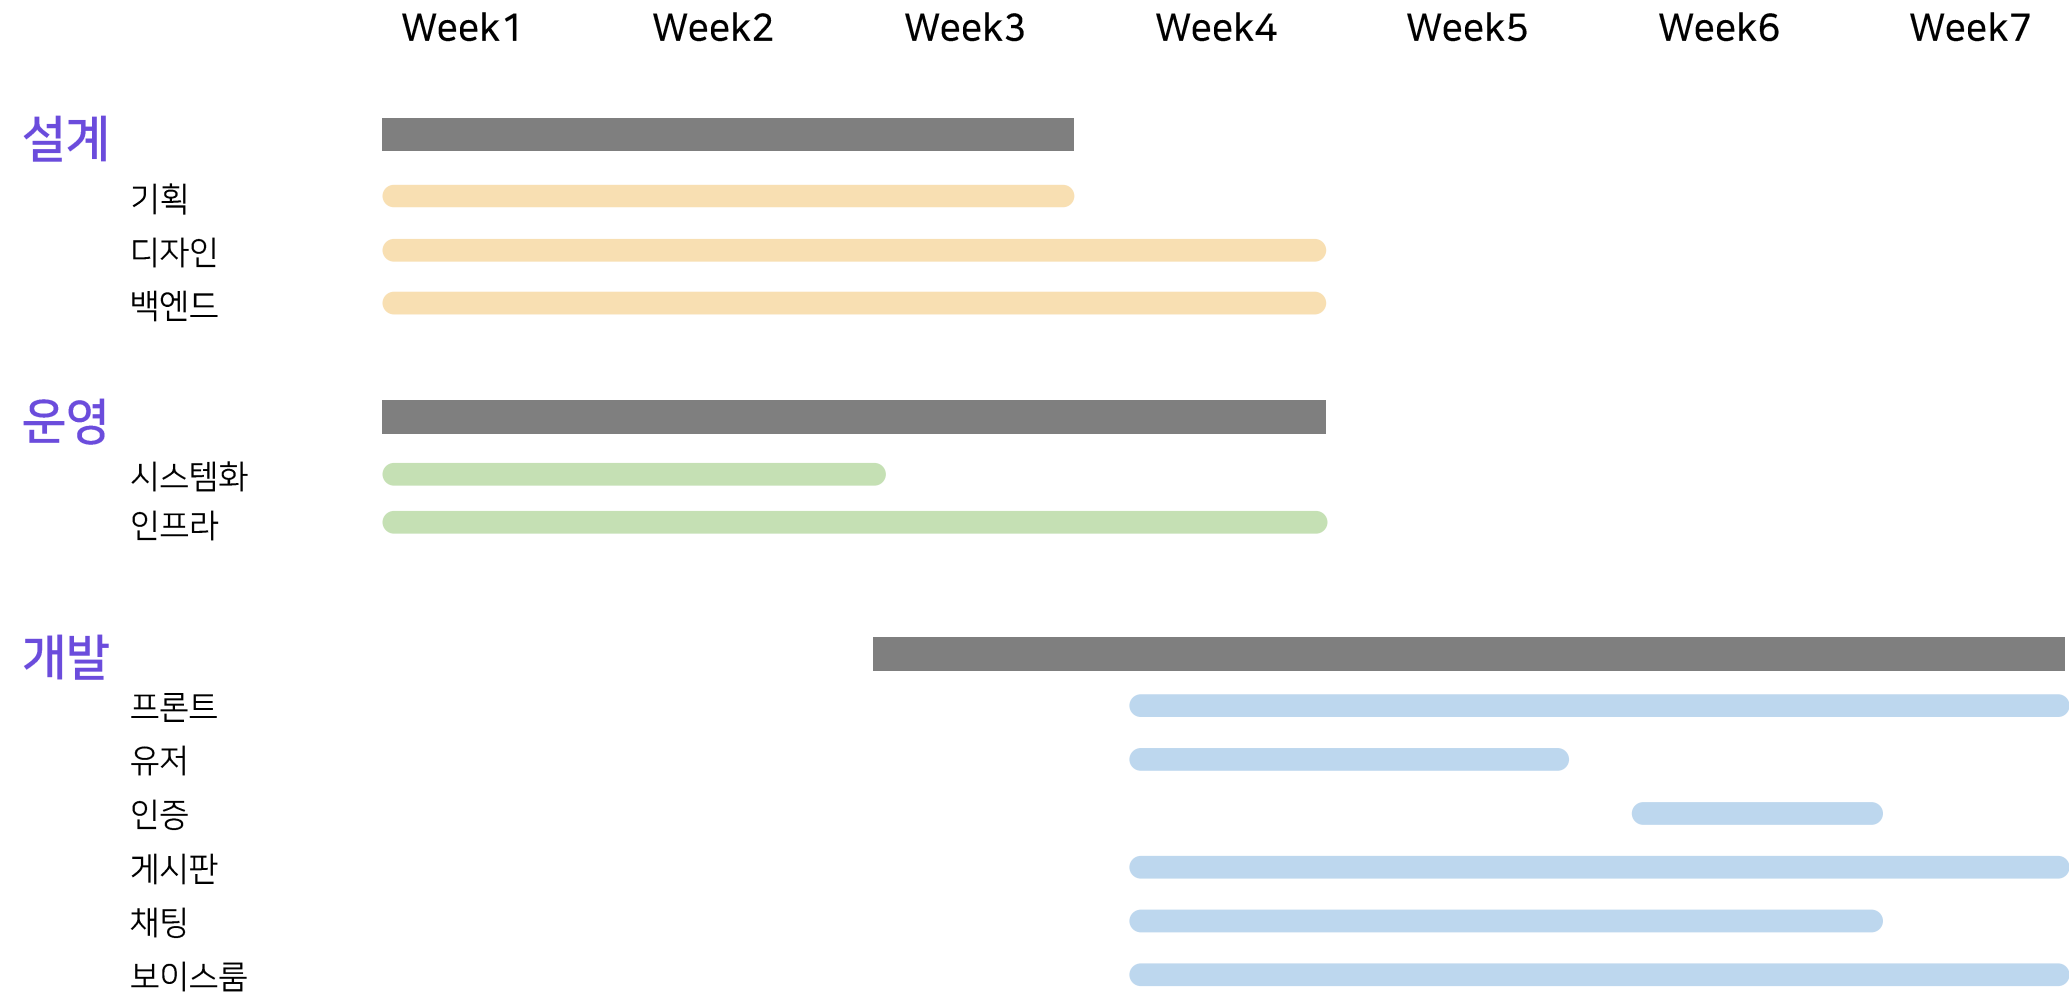 Week1 Week2 Week3 Week4 Week5 Week6 Week7
설계
기획
디자인
백엔드
운영
시스템화
인프라
개발
프론트
유저
인증
게시판
채팅
보이스룸